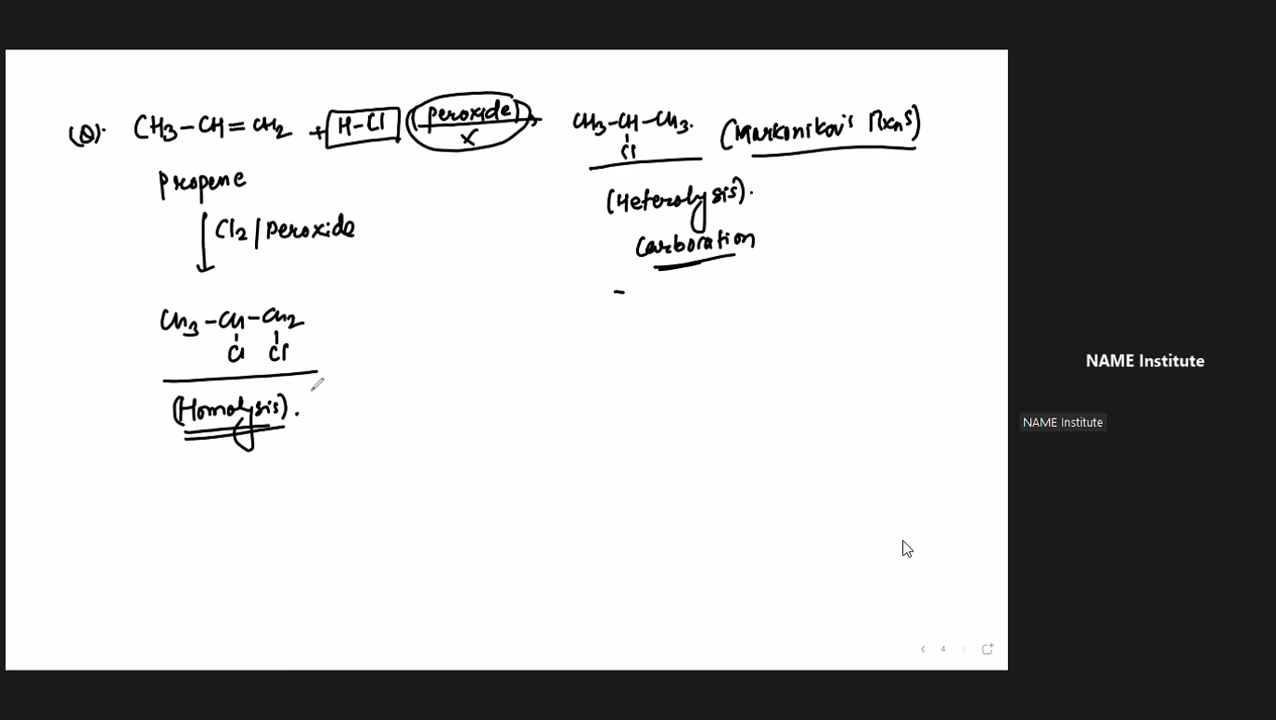 (Q). CH3-CH=CH2 + H-Cl (peroxide) CH3-CH-CH3. (Markonikov's Rxns)
X
Cl
Propene
(Heterolysis).
Cl2/Peroxide
Carboration
CH3-CH-CH2
Cl Cl
(Homolysis).
NAME Institute
NAME Institute
4